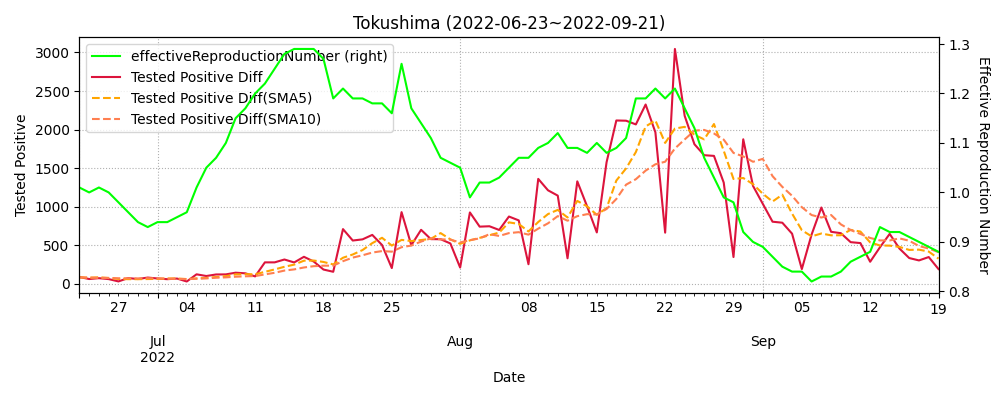 Tokushima (2022-06-23~2022-09-21)
effectiveReproductionNumber (right)
Tested Positive Diff
Tested Positive Diff(SMA5)
Tested Positive Diff(SMA10)
Tested Positive
3000
2500
2000
1500
1000
500
0
1.3
1.2
1.1
1.0
0.9
0.8
Effective Reproduction Number
27 04 11 18 25 08 15 22 29 05 12 19
Jul Aug Sep
2022
Date